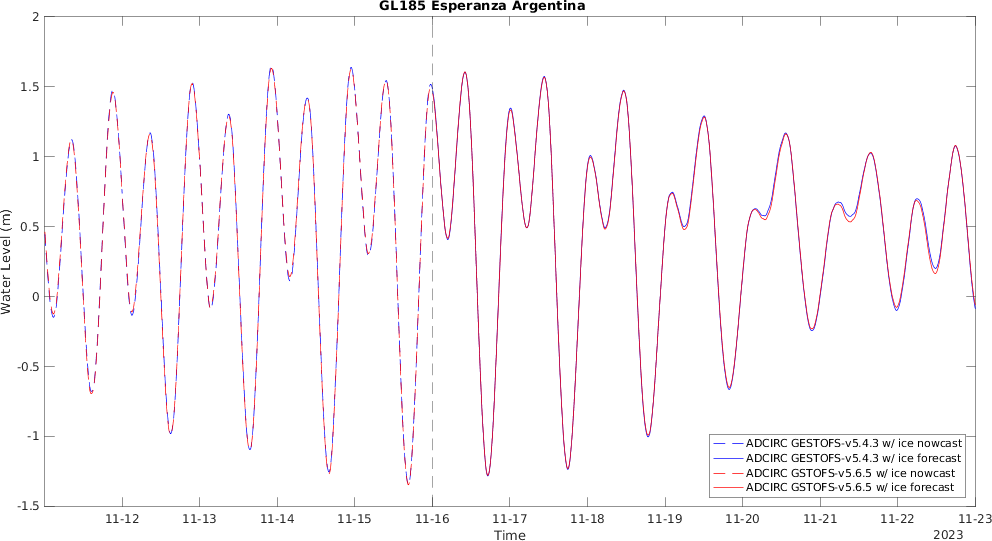 GL185 Esperanza Argentina
Water Level (m)
2
1.5
1
0.5
0
-0.5
-1
-1.5
ADCIRC GESTOFS-v5.4.3 w/ ice nowcast
ADCIRC GESTOFS-v5.4.3 w/ ice forecast
ADCIRC GSTOFS-v5.6.5 w/ ice nowcast
ADCIRC GSTOFS-v5.6.5 w/ ice forecast
11-12 11-13 11-14 11-15 11-16 11-17 11-18 11-19 11-20 11-21 11-22 11-23
2023
Time